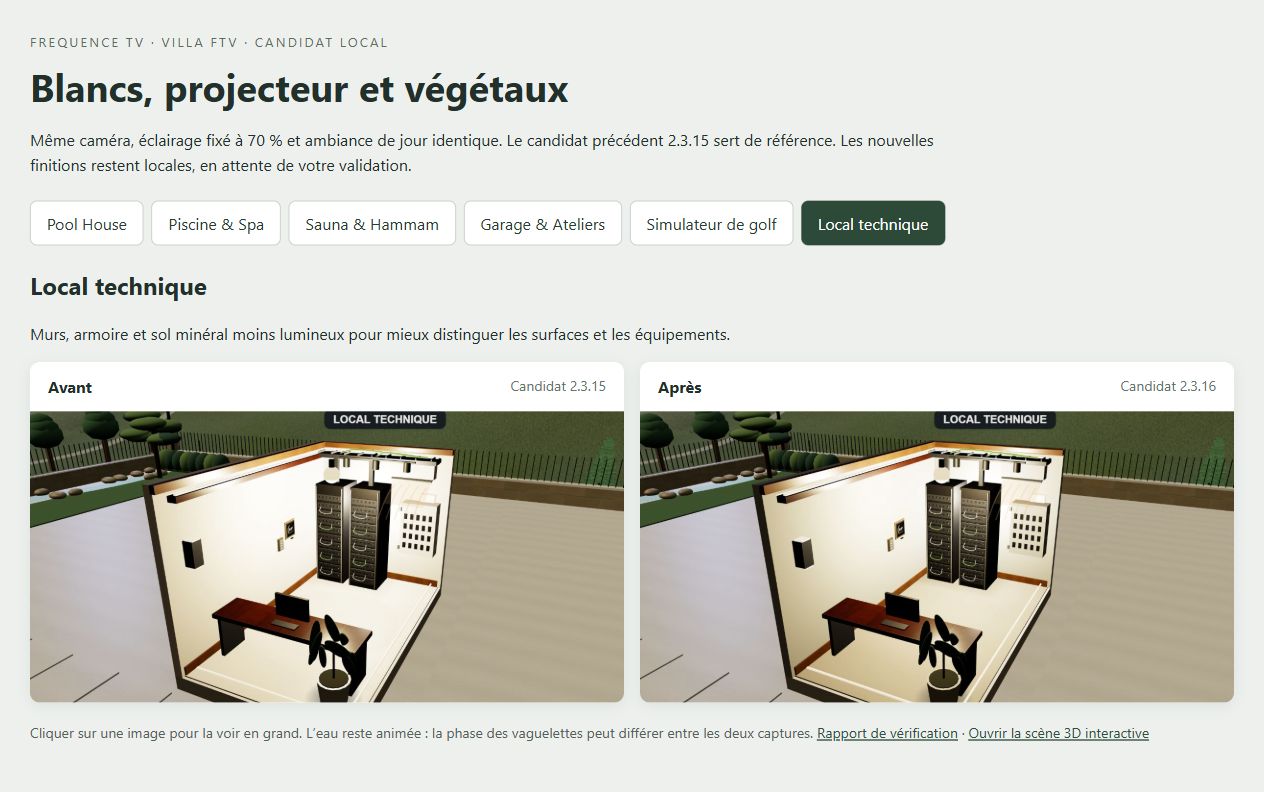 FREQUENCE TV · VILLA FTV · CANDIDAT LOCAL
Blancs, projecteur et végétaux
Même caméra, éclairage fixé à 70 % et ambiance de jour identique. Le candidat précédent 2.3.15 sert de référence. Les nouvelles
finitions restent locales, en attente de votre validation.
Pool House
Piscine & Spa
Sauna & Hammam
Garage & Ateliers
Simulateur de golf
Local technique
Local technique
Murs, armoire et sol minéral moins lumineux pour mieux distinguer les surfaces et les équipements.
Avant
Candidat 2.3.15
LOCAL TECHNIQUE
Après
Candidat 2.3.16
LOCAL TECHNIQUE
Cliquer sur une image pour la voir en grand. L’eau reste animée : la phase des vaguelettes peut différer entre les deux captures. Rapport de vérification · Ouvrir la scène 3D interactive